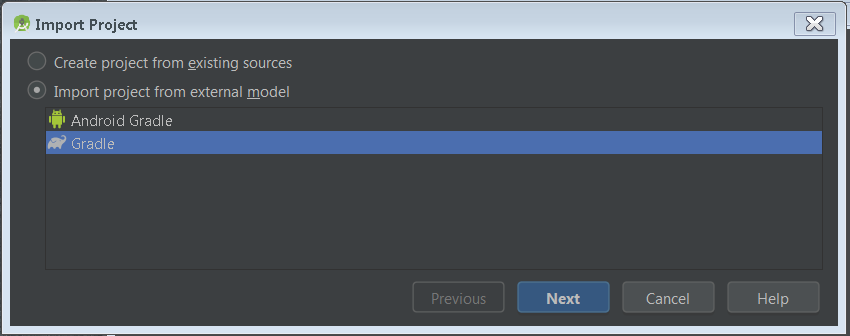 Import Project
Create project from existing sources
Import project from external model
Android Gradle
Gradle
Previous
Next
Cancel
Help